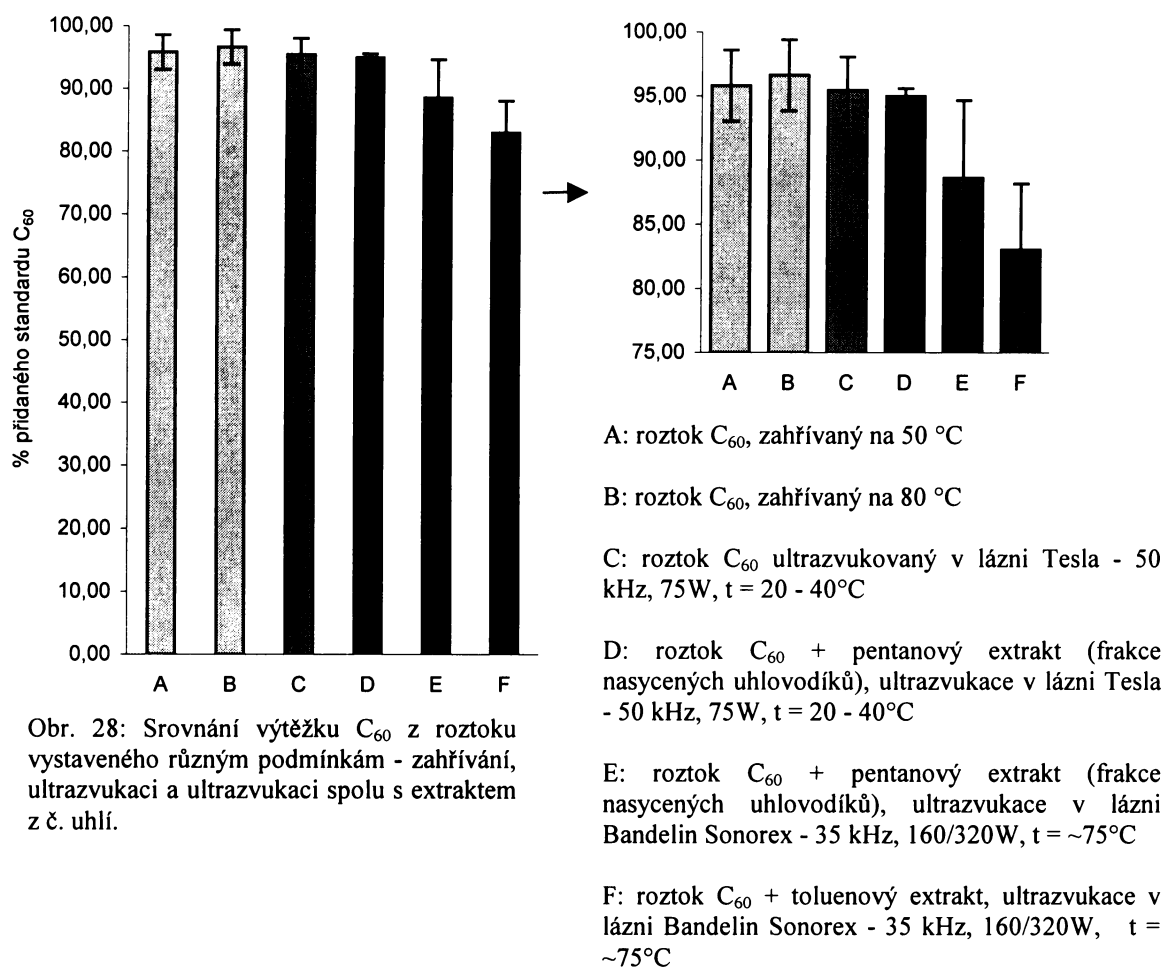 % přidaného standardu C60
100,00
90,00
80,00
70,00
60,00
50,00
40,00
30,00
20,00
10,00
0,00
A B C D E F
Obr. 28: Srovnání výtěžku C60 z roztoku
vystaveného různým podmínkám - zahřívání,
ultrazvukaci a ultrazvukaci spolu s extraktem
z č. uhlí.
100,00
95,00
90,00
85,00
80,00
75,00
A B C D E F
A: roztok C60, zahřívaný na 50 °C
B: roztok C60, zahřívaný na 80 °C
C: roztok C60 ultrazvukovaný v lázni Tesla - 50
kHz, 75W, t = 20 - 40°C
D: roztok C60 + pentanový extrakt (frakce
nasycených uhlovodíků), ultrazvukace v lázni Tesla
- 50 kHz, 75W, t = 20 - 40°C
E: roztok C60 + pentanový extrakt (frakce
nasycených uhlovodíků), ultrazvukace v lázni
Bandelin Sonorex - 35 kHz, 160/320W, t = ~75°C
F: roztok C60 + toluenový extrakt, ultrazvukace v
lázni Bandelin Sonorex - 35 kHz, 160/320W, t =
~75°C